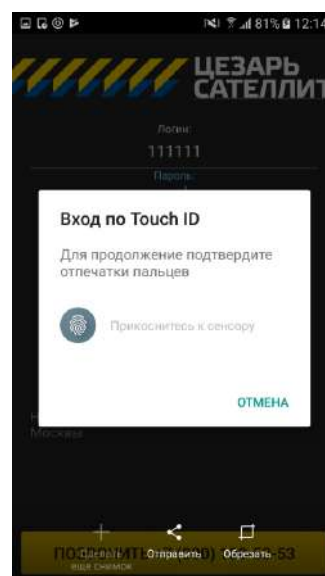 81% 12:14
ЦЕЗАРЬ
САТЕЛЛИТ
Логин:
111111
Пароль:
Вход по Touch ID
Для продолжение подтвердите
отпечатки пальцев
Прикоснитесь к сенсору
ОТМЕНА
Москвы
Отправить Обрезать
еще снимок